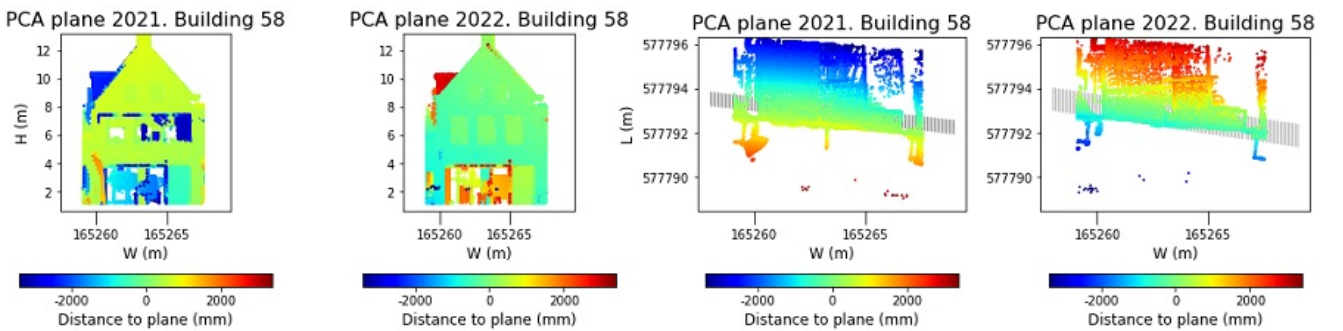 PCA plane 2021. Building 58
12
10
8
6
4
2
H (m)
165260 165265
W (m)
-2000 0 2000
Distance to plane (mm)
PCA plane 2022. Building 58
12
10
8
6
4
2
165260 165265
W (m)
-2000 0 2000
Distance to plane (mm)
PCA plane 2021. Building 58
577796
577794
577792
577790
L (m)
165260 165265
W (m)
-2000 0 2000
Distance to plane (mm)
PCA plane 2022. Building 58
577796
577794
577792
577790
165260 165265
W (m)
-2000 0 2000
Distance to plane (mm)